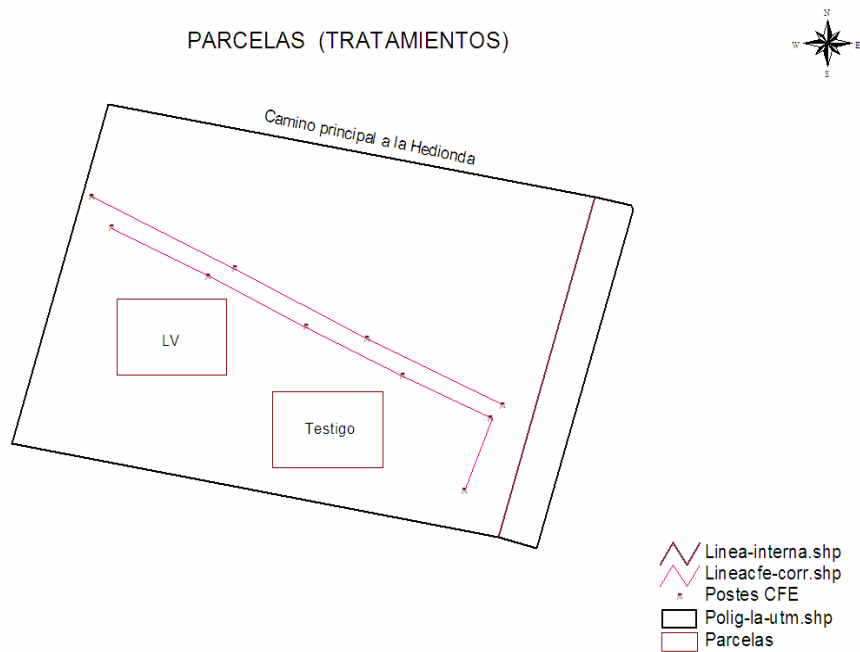 PARCELAS (TRATAMIENTOS)
N
W
E
S
Camino principal a la Hedionda
LV
Testigo
Linea-interna.shp
Lineacfe-corr.shp
Postes CFE
Polig-la-utm.shp
Parcelas